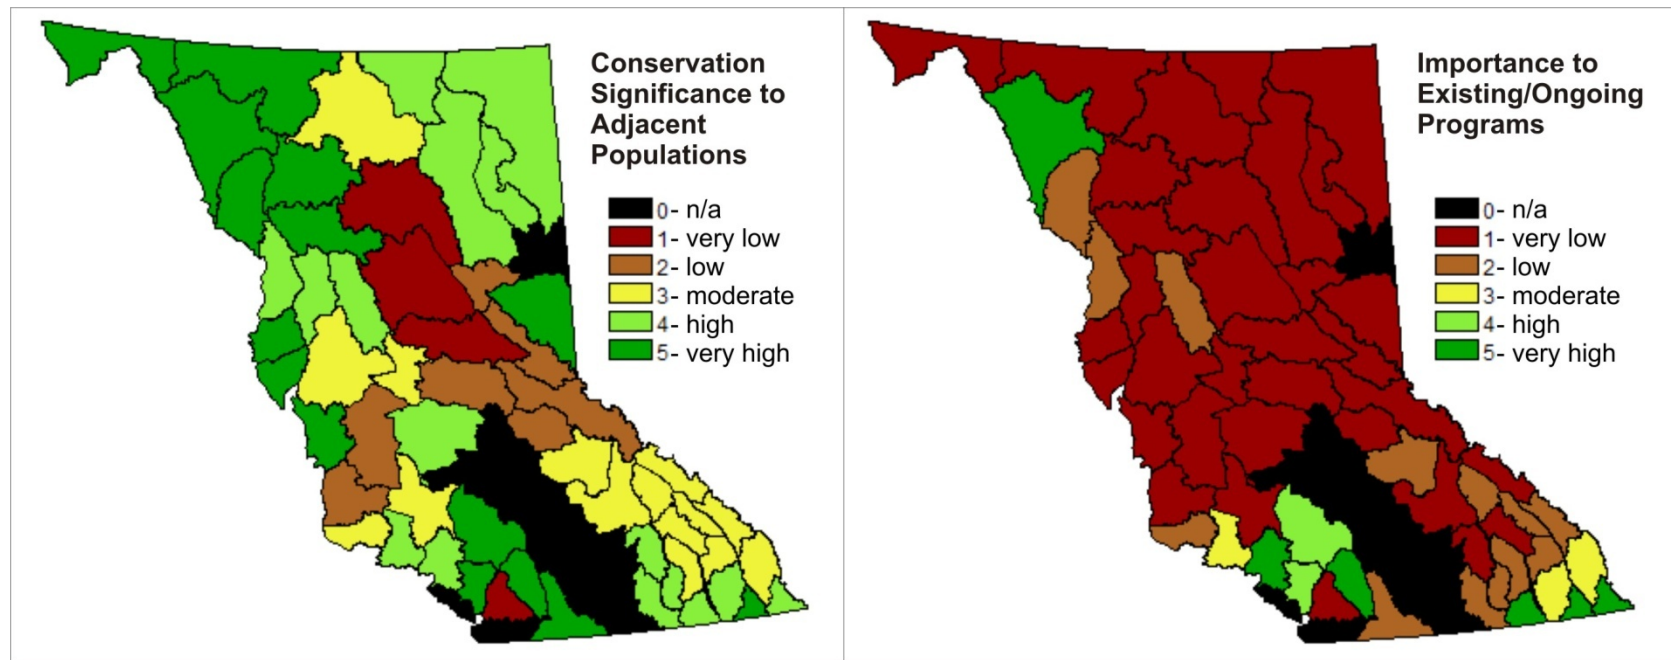 Conservation
Significance to
Adjacent
Populations
0- n/a
1- very low
2- low
3- moderate
4- high
5- very high
Importance to
Existing/Ongoing
Programs
0- n/a
1- very low
2- low
3- moderate
4- high
5- very high